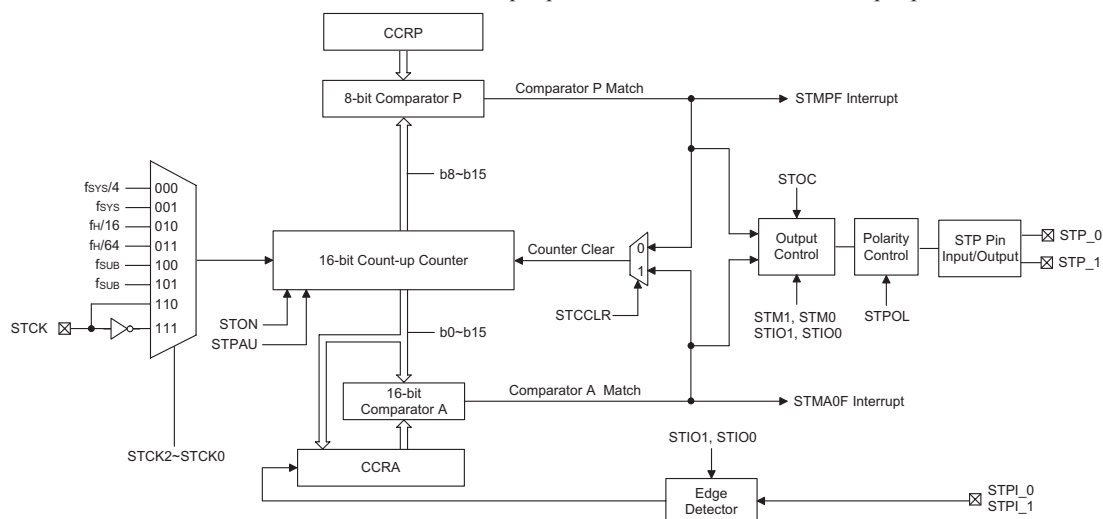 CCRP
8-bit Comparator P
Comparator P Match
STMPF Interrupt
b8~b15
fSYS/4
000
fSYS
001
fH/16
010
fH/64
011
fSUB
100
fSUB
101
110
111
STCK
STCK2~STCK0
16-bit Count-up Counter
STON
STPAU
Counter Clear
0
1
STCCLR
STOC
Output
Control
STM1, STM0
STIO1, STIO0
Polarity
Control
STPOL
STP Pin
Input/Output
STP_0
STP_1
b0~b15
16-bit
Comparator A
Comparator A Match
STMA0F Interrupt
CCRA
STIO1, STIO0
Edge
Detector
STPI_0
STPI_1